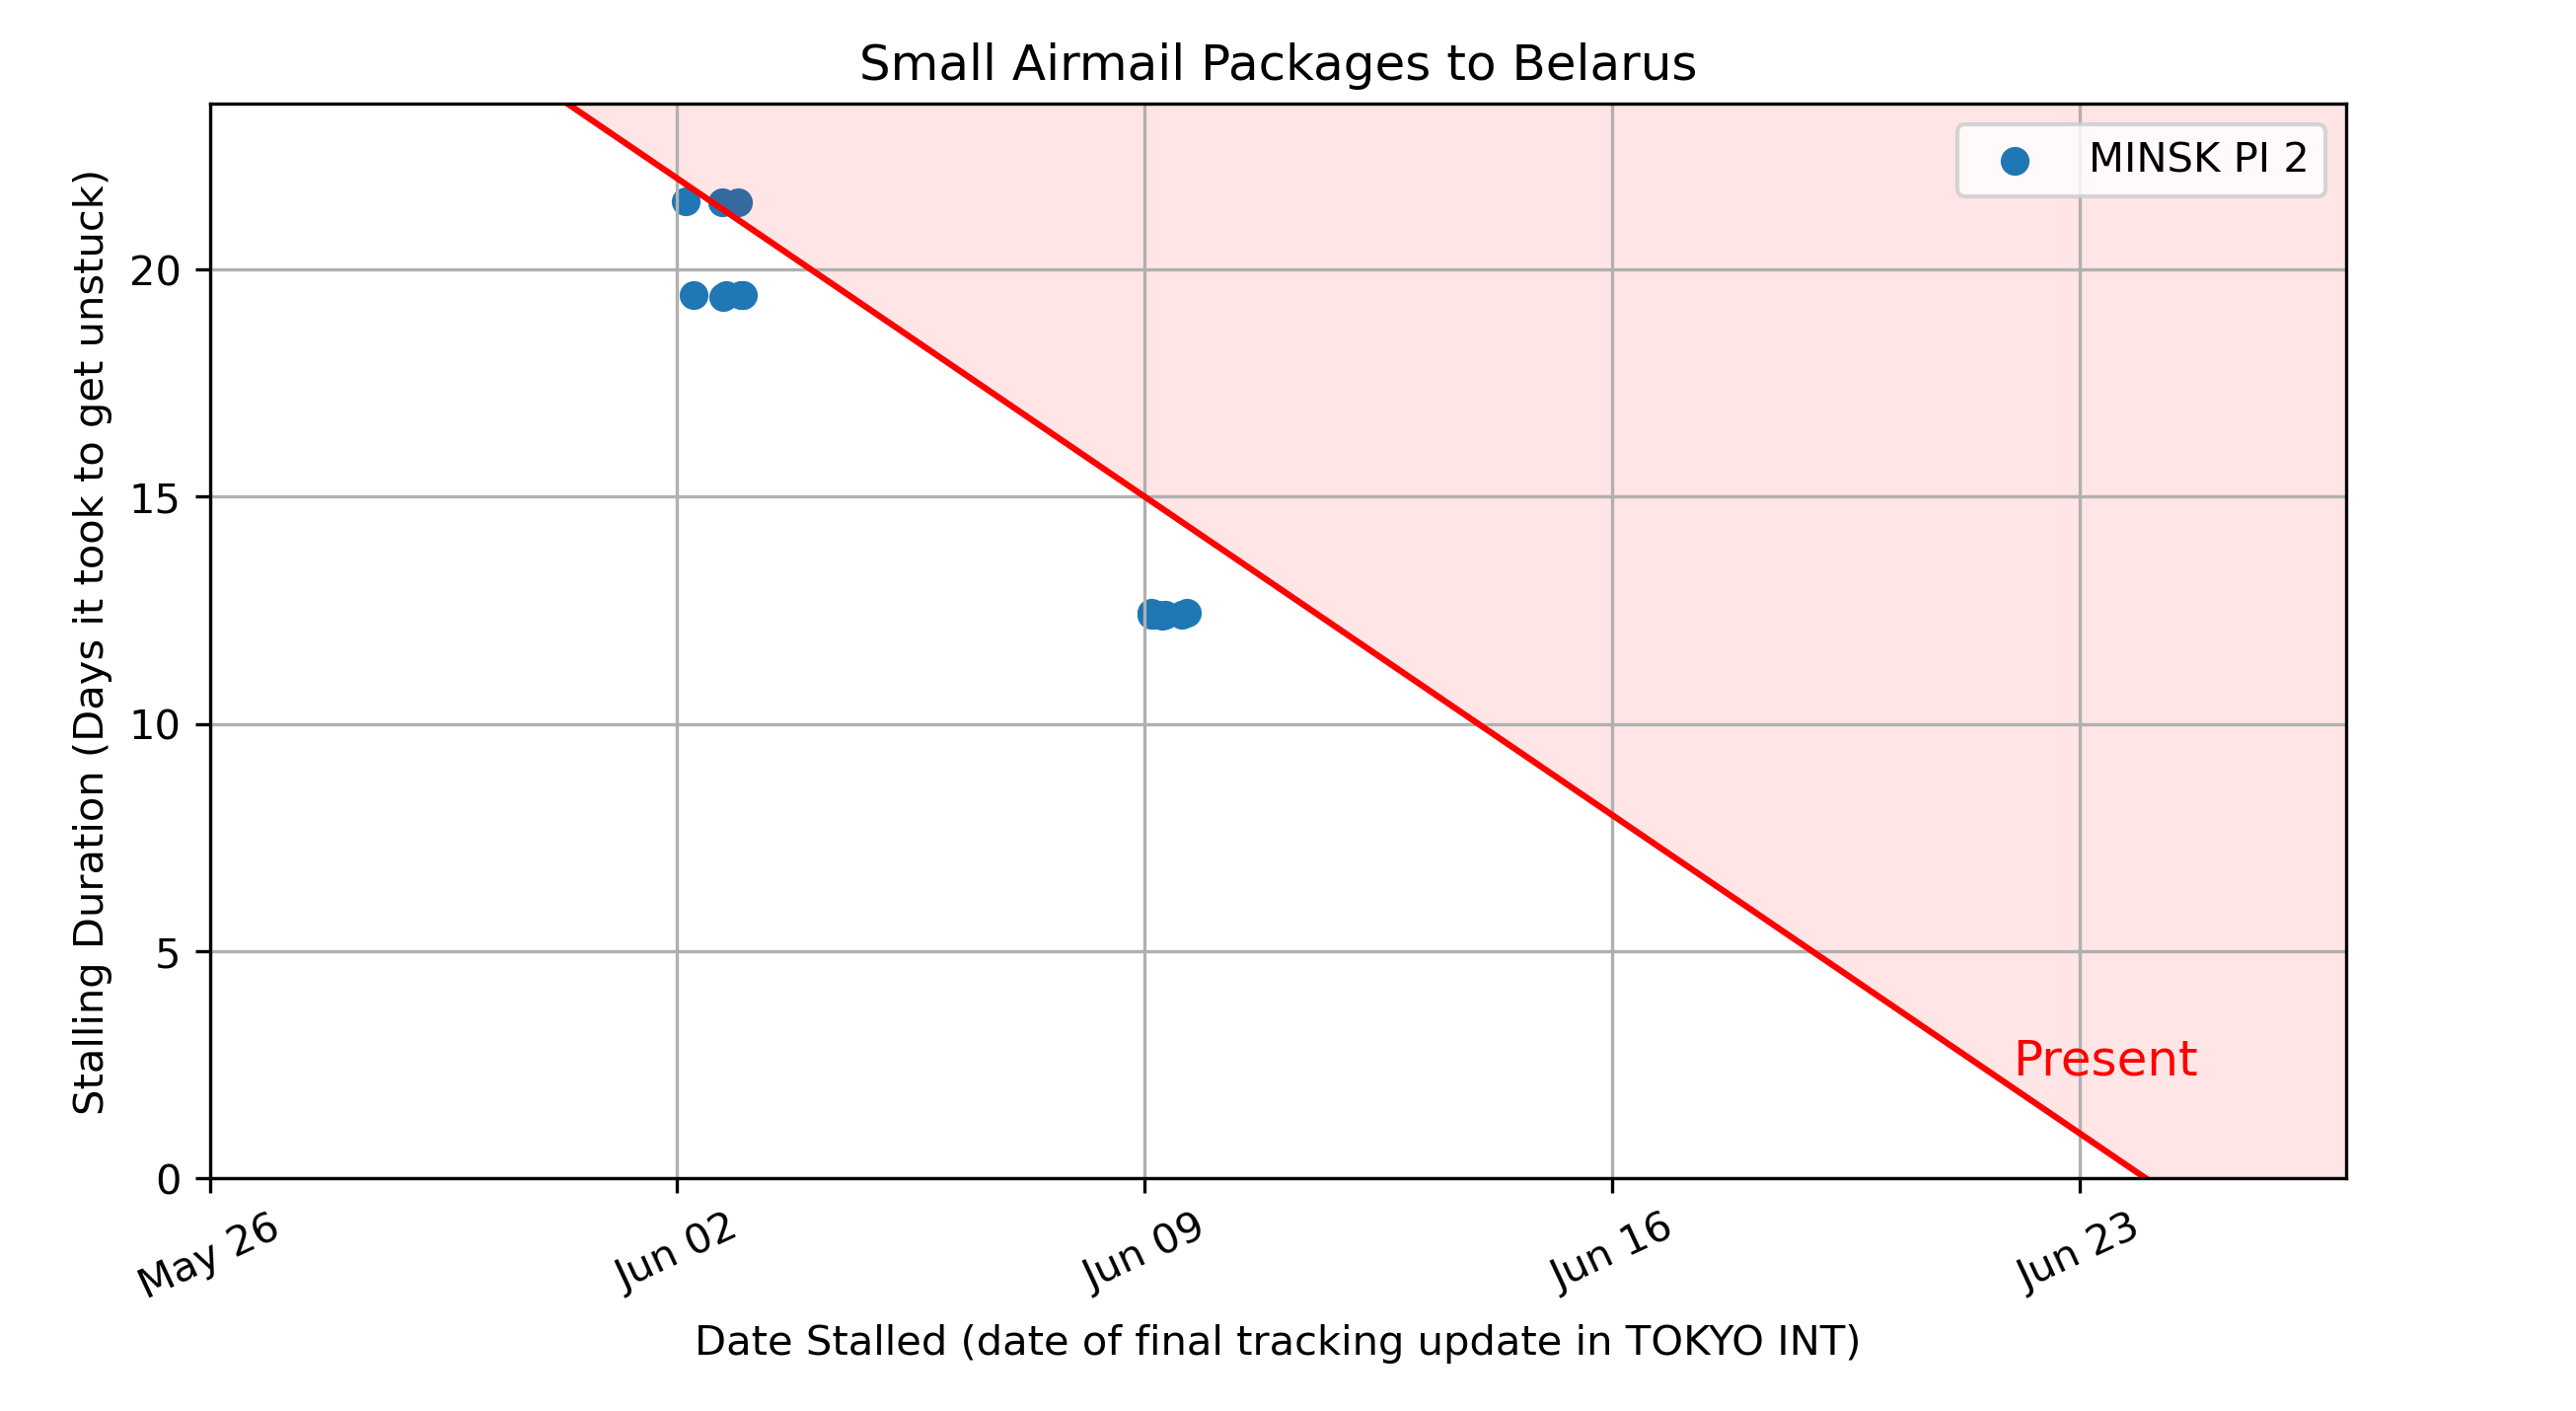 Small Airmail Packages to Belarus
MINSK PI 2
Stalling Duration (Days it took to get unstuck)
20
15
10
5
0
Present
May 26
Jun 02
Jun 09
Jun 16
Jun 23
Date Stalled (date of final tracking update in TOKYO INT)